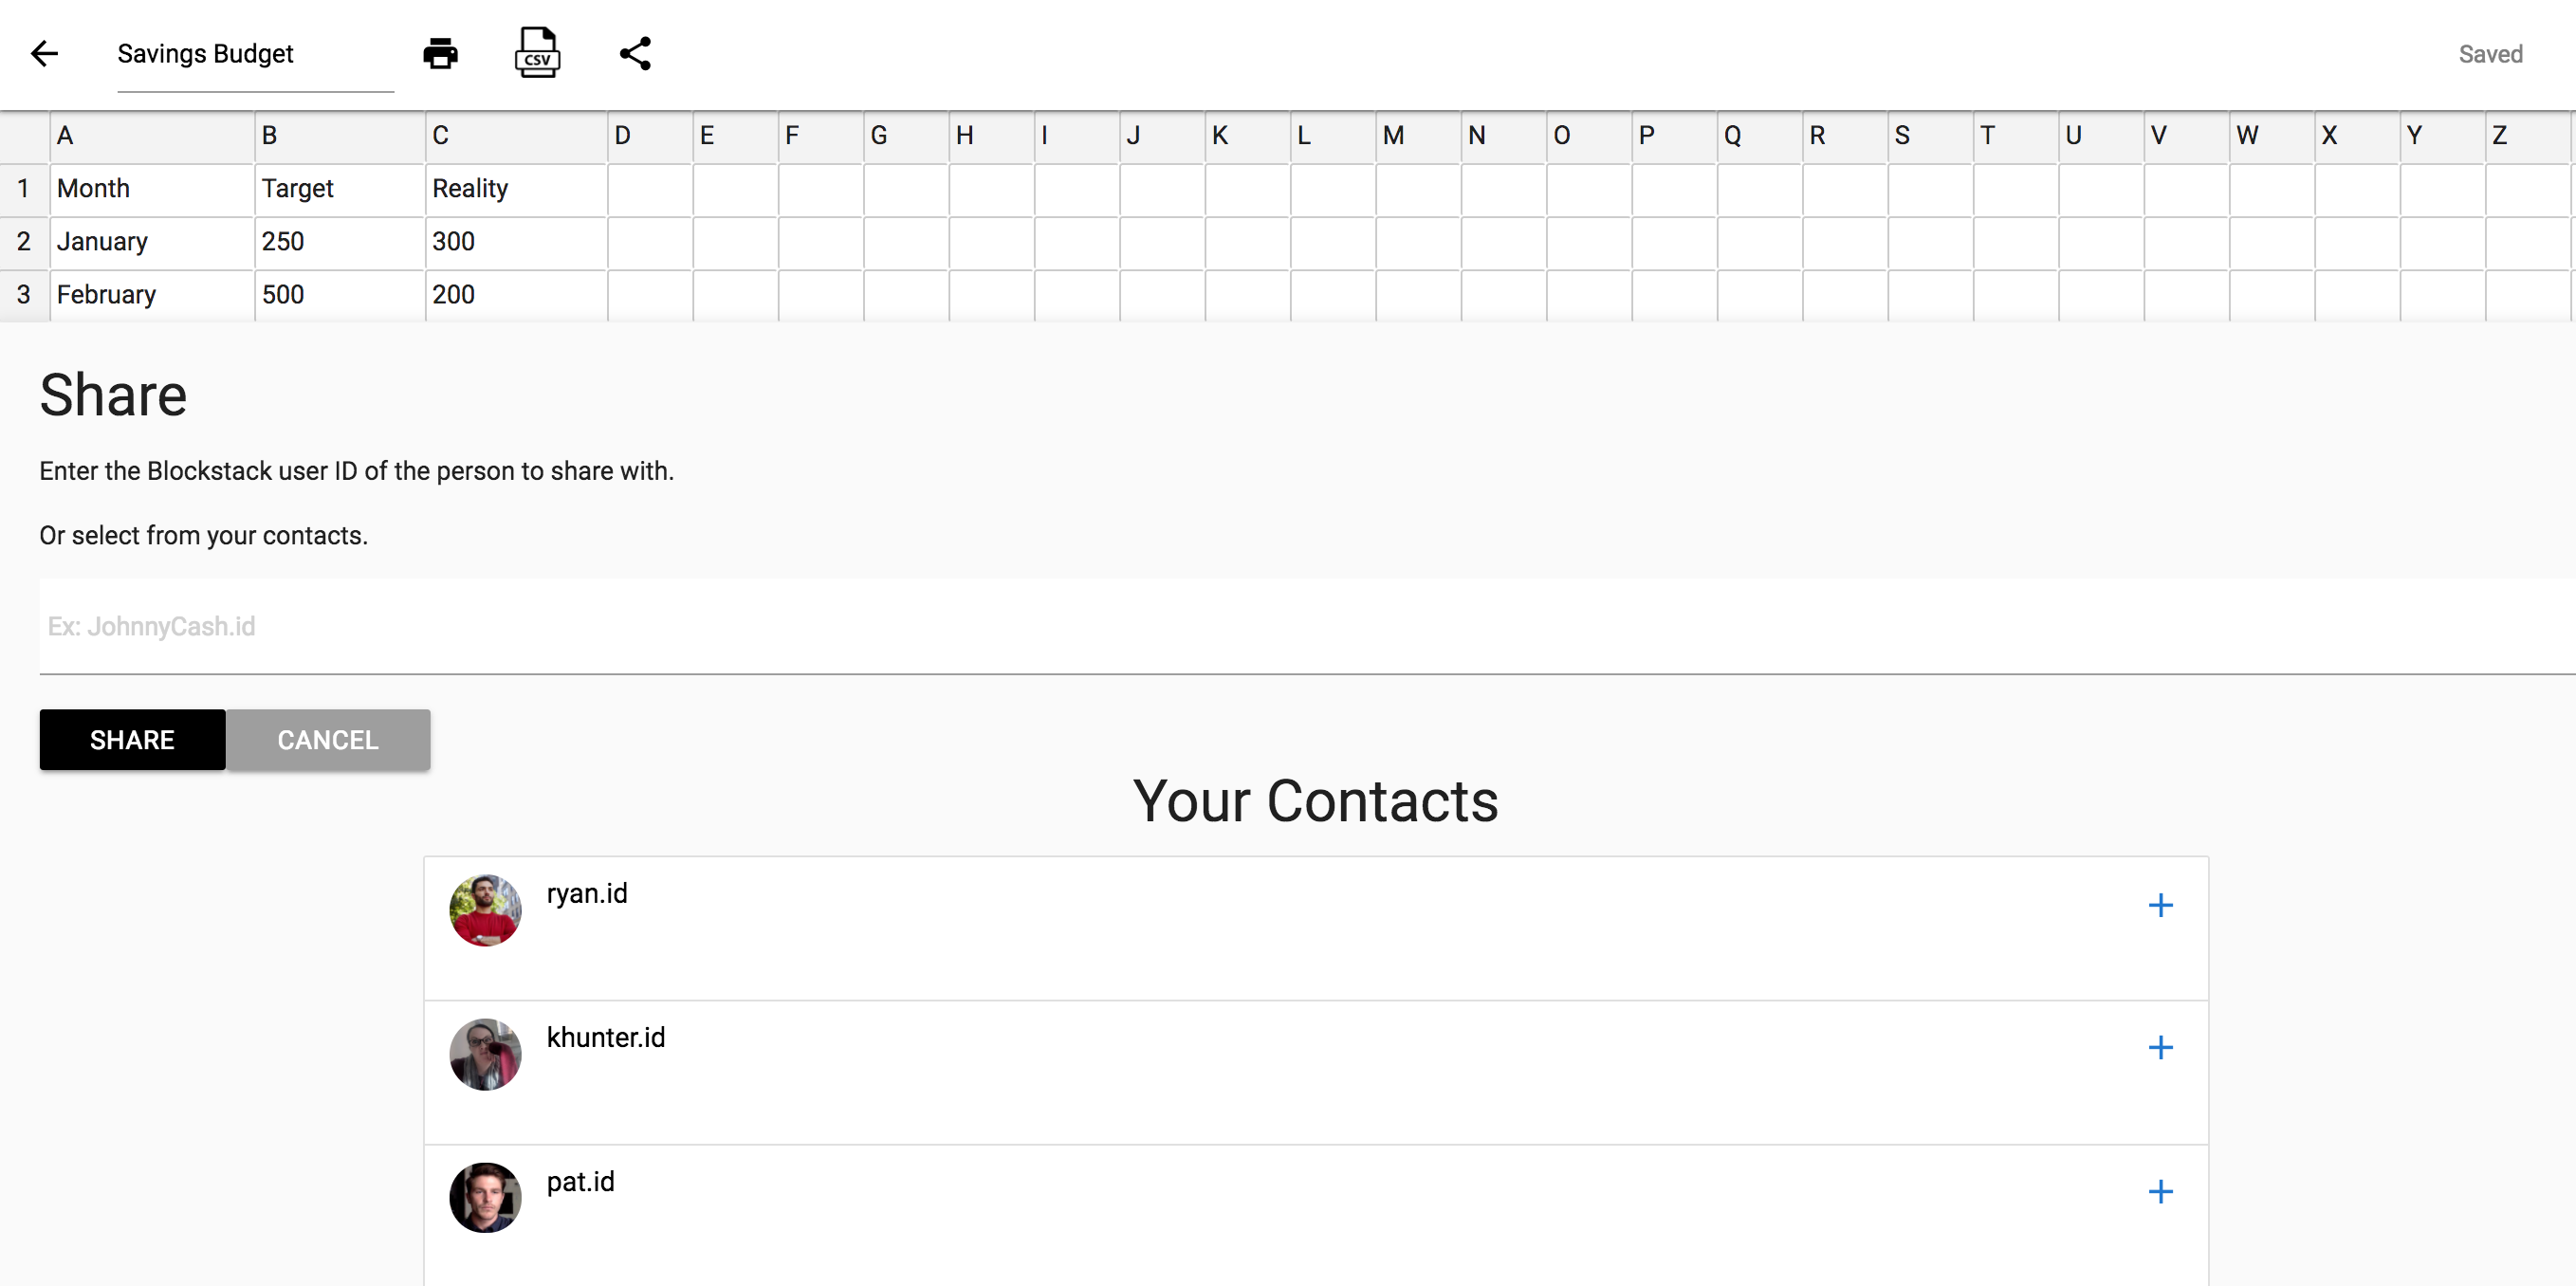 Savings Budget CSV Saved
A B C D E F G H I J K L M N O P Q R S T U V W X Y Z
1 Month Target Reality
2 January 250 300
3 February 500 200
Share
Enter the Blockstack user ID of the person to share with.
Or select from your contacts.
Ex: JohnnyCash.id
SHARE CANCEL
Your Contacts
ryan.id
khunter.id
pat.id